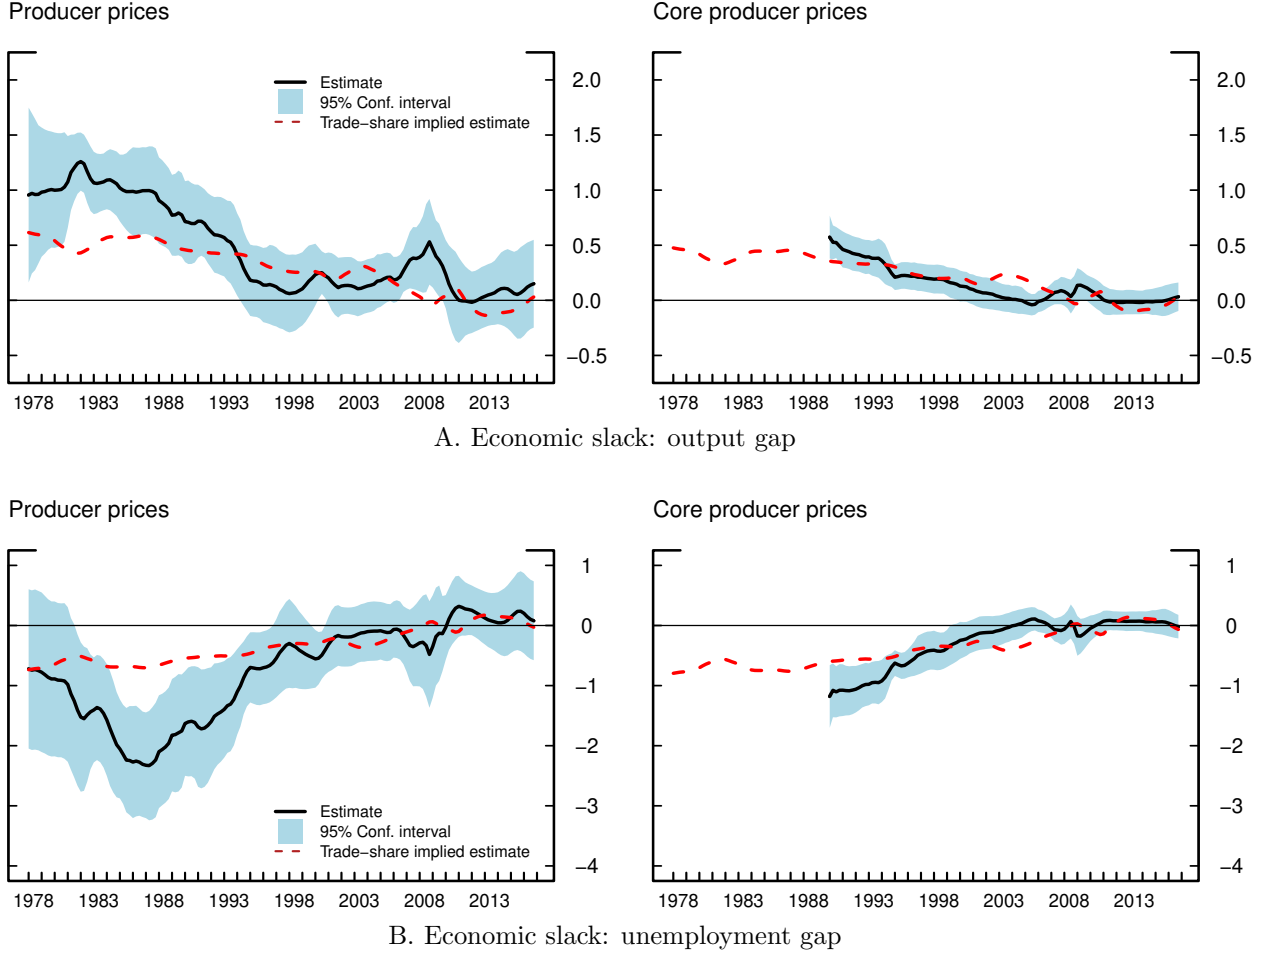 Producer prices
Core producer prices
Estimate
95% Conf. interval
Trade−share implied estimate
2.0
1.5
1.0
0.5
0.0
−0.5
1978 1983 1988 1993 1998 2003 2008 2013
2.0
1.5
1.0
0.5
0.0
−0.5
1978 1983 1988 1993 1998 2003 2008 2013
A. Economic slack: output gap
Producer prices
Core producer prices
1
0
−1
−2
−3
−4
Estimate
95% Conf. interval
Trade−share implied estimate
1978 1983 1988 1993 1998 2003 2008 2013
1
0
−1
−2
−3
−4
1978 1983 1988 1993 1998 2003 2008 2013
B. Economic slack: unemployment gap